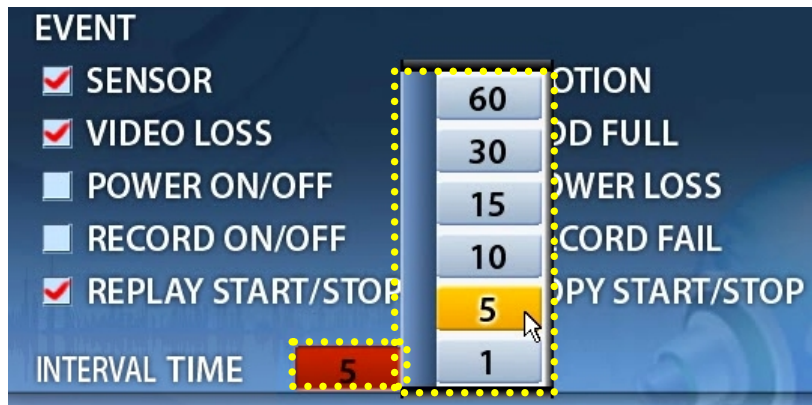 EVENT
SENSOR 60 OTION
VIDEO LOSS 30 DD FULL
POWER ON/OFF 15 OWER LOSS
RECORD ON/OFF 10 CORD FAIL
REPLAY START/STOP 5 OPY START/STOP
INTERVAL TIME 5 1